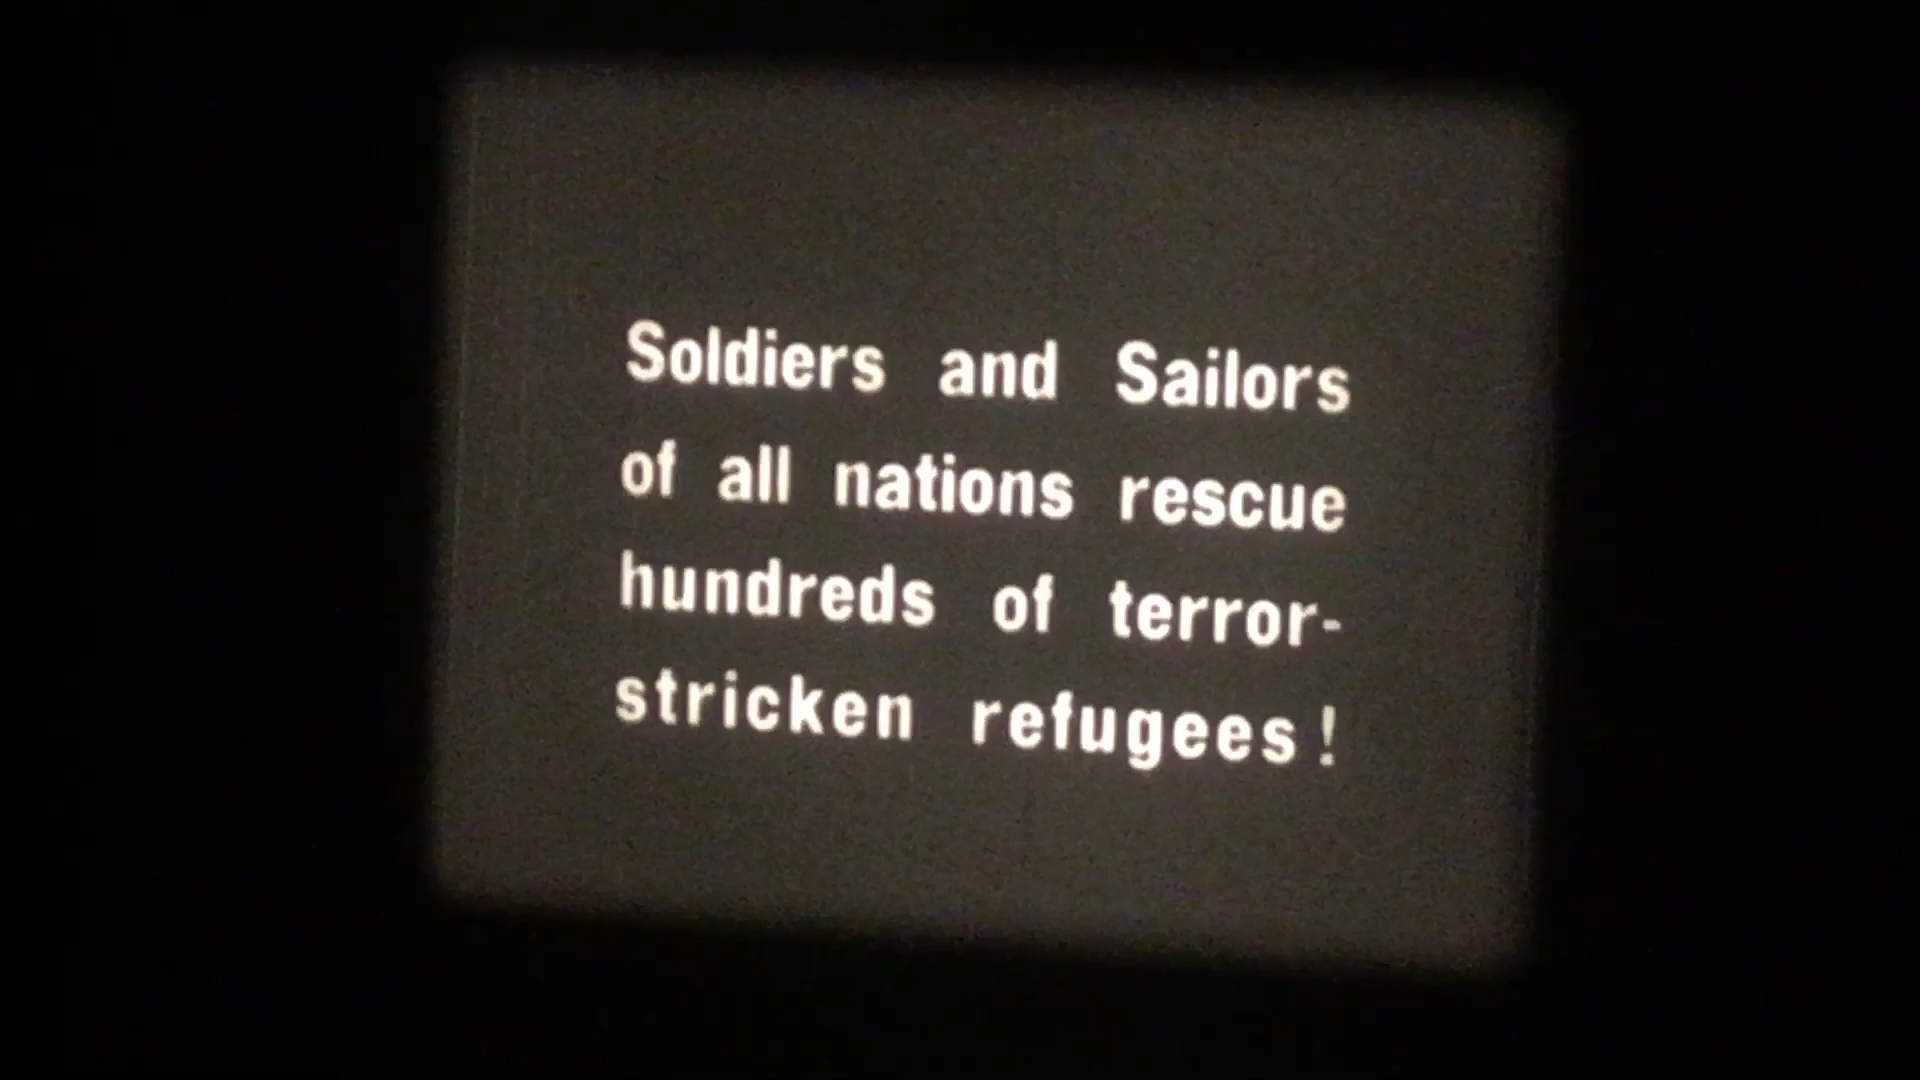 Soldiers and Sailors
of all nations rescue
hundreds of terror-
stricken refugees!